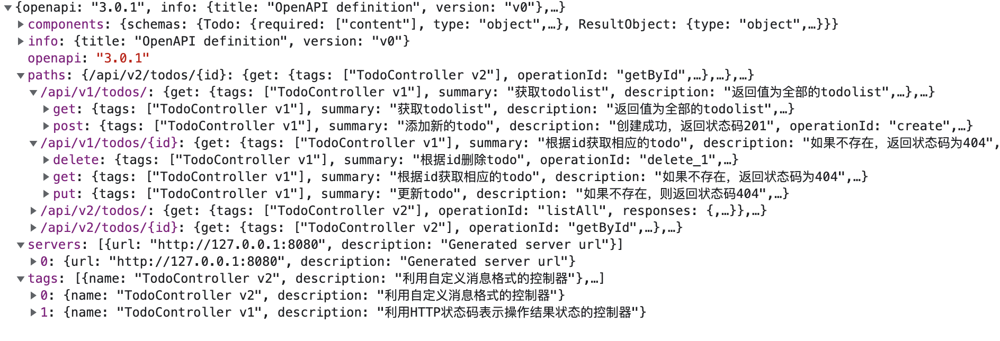 {openapi: "3.0.1", info: {title: "OpenAPI definition", version: "v0"},…}
components: {schemas: {Todo: {required: ["content"], type: "object",…}, ResultObject: {type: "object",…}}}
info: {title: "OpenAPI definition", version: "v0"}
openapi: "3.0.1"
paths: {/api/v2/todos/{id}: {get: {tags: ["TodoController v2"], operationId: "getById",…},…},…}
/api/v1/todos/: {get: {tags: ["TodoController v1"], summary: "获取todolist", description: "返回值为全部的todolist",…},…}
get: {tags: ["TodoController v1"], summary: "获取todolist", description: "返回值为全部的todolist",…}
post: {tags: ["TodoController v1"], summary: "添加新的todo", description: "创建成功，返回状态码201", operationId: "create",…}
/api/v1/todos/{id}: {get: {tags: ["TodoController v1"], summary: "根据id获取相应的todo", description: "如果不存在，返回状态码为404",
delete: {tags: ["TodoController v1"], summary: "根据id删除todo", operationId: "delete_1",…}
get: {tags: ["TodoController v1"], summary: "根据id获取相应的todo", description: "如果不存在，返回状态码为404",…}
put: {tags: ["TodoController v1"], summary: "更新todo", description: "如果不存在，则返回状态码404",…}
/api/v2/todos/: {get: {tags: ["TodoController v2"], operationId: "listAll", responses: {,…}},…}
/api/v2/todos/{id}: {get: {tags: ["TodoController v2"], operationId: "getById",…},…}
servers: [{url: "http://127.0.0.1:8080", description: "Generated server url"}]
0: {url: "http://127.0.0.1:8080", description: "Generated server url"}
tags: [{name: "TodoController v2", description: "利用自定义消息格式的控制器"},…]
0: {name: "TodoController v2", description: "利用自定义消息格式的控制器"}
1: {name: "TodoController v1", description: "利用HTTP状态码表示操作结果状态的控制器"}